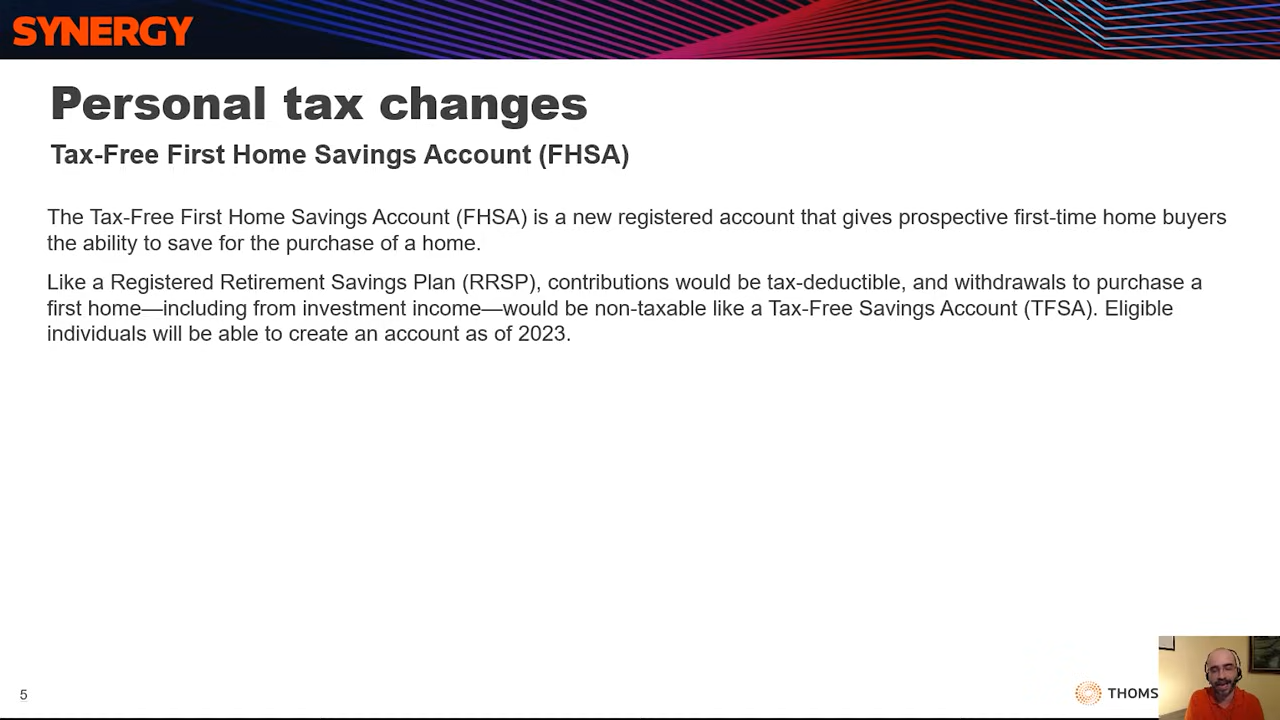 SYNERGY
Personal tax changes
Tax-Free First Home Savings Account (FHSA)
The Tax-Free First Home Savings Account (FHSA) is a new registered account that gives prospective first-time home buyers
the ability to save for the purchase of a home.
Like a Registered Retirement Savings Plan (RRSP), contributions would be tax-deductible, and withdrawals to purchase a
first home—including from investment income—would be non-taxable like a Tax-Free Savings Account (TFSA). Eligible
individuals will be able to create an account as of 2023.
5
THOMS